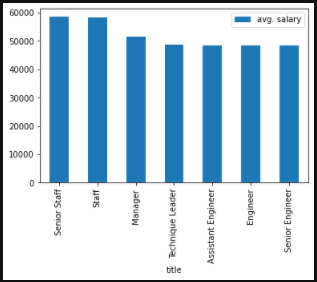 60000
50000
40000
30000
20000
10000
0
avg. salary
Senior Staff
Staff
Manager
Technique Leader
Assistant Engineer
Engineer
Senior Engineer
title